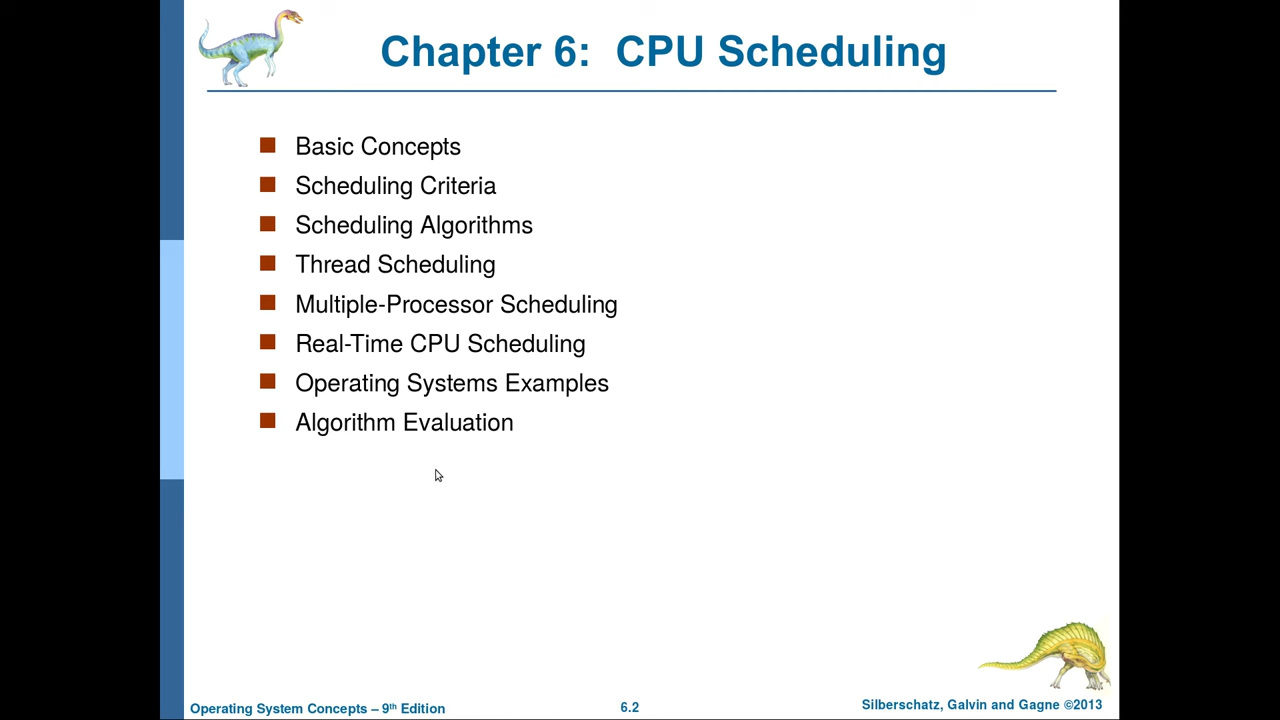 Chapter 6: CPU Scheduling
Basic Concepts
Scheduling Criteria
Scheduling Algorithms
Thread Scheduling
Multiple-Processor Scheduling
Real-Time CPU Scheduling
Operating Systems Examples
Algorithm Evaluation
Operating System Concepts – 9th Edition
6.2
Silberschatz, Galvin and Gagne ©2013